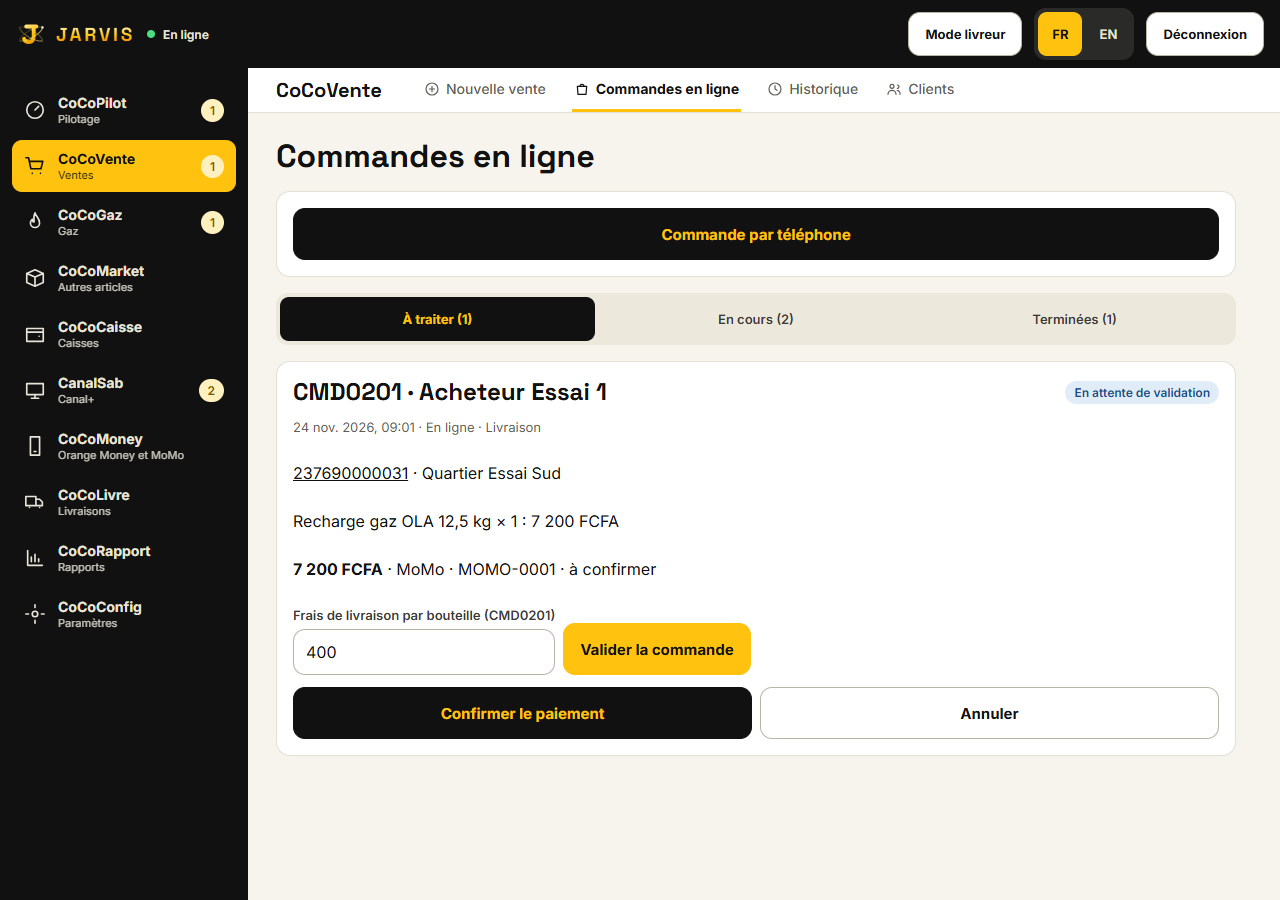 JARVIS
En ligne
Mode livreur
FR
EN
Déconnexion
CoCoPilot
Pilotage
1
CoCoVente
Ventes
1
CoCoGaz
Gaz
1
CoCoMarket
Autres articles
CoCoCaisse
Caisses
CanalSab
Canal+
2
CoCoMoney
Orange Money et MoMo
CoCoLivre
Livraisons
CoCoRapport
Rapports
CoCoConfig
Paramètres
CoCoVente
Nouvelle vente
Commandes en ligne
Historique
Clients
Commandes en ligne
Commande par téléphone
À traiter (1)
En cours (2)
Terminées (1)
CMD0201 · Acheteur Essai 1
En attente de validation
24 nov. 2026, 09:01 · En ligne · Livraison
237690000031 · Quartier Essai Sud
Recharge gaz OLA 12,5 kg × 1 : 7 200 FCFA
7 200 FCFA · MoMo · MOMO-0001 · à confirmer
Frais de livraison par bouteille (CMD0201)
400
Valider la commande
Confirmer le paiement
Annuler